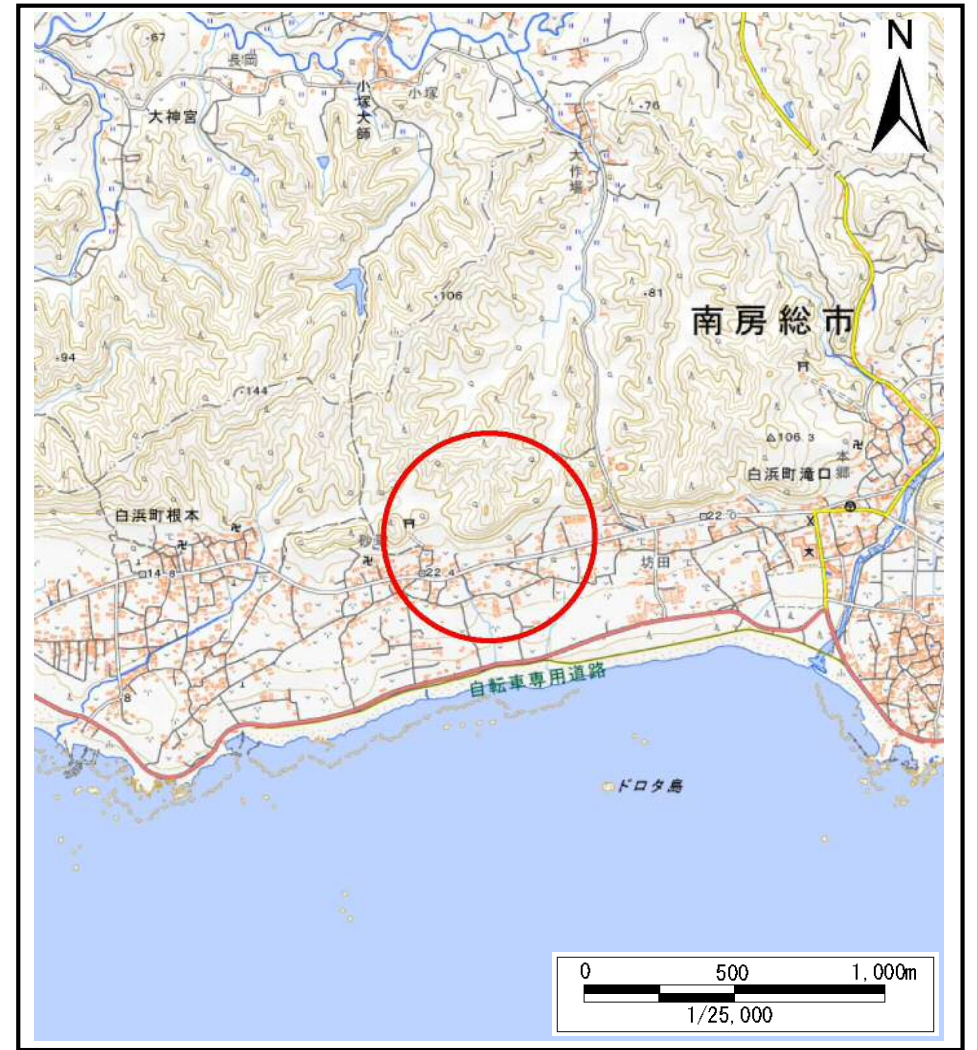 N
・67
長岡
小塚大師
小塚
大神宮
・76
大作場
・106
・81
南房総市
・94
・144
106.3
本郷
白浜町滝口
白浜町根本
22.0
14.8
22.4
坊田
8
自転車専用道路
ドロタ島
0 500 1,000m
1/25,000